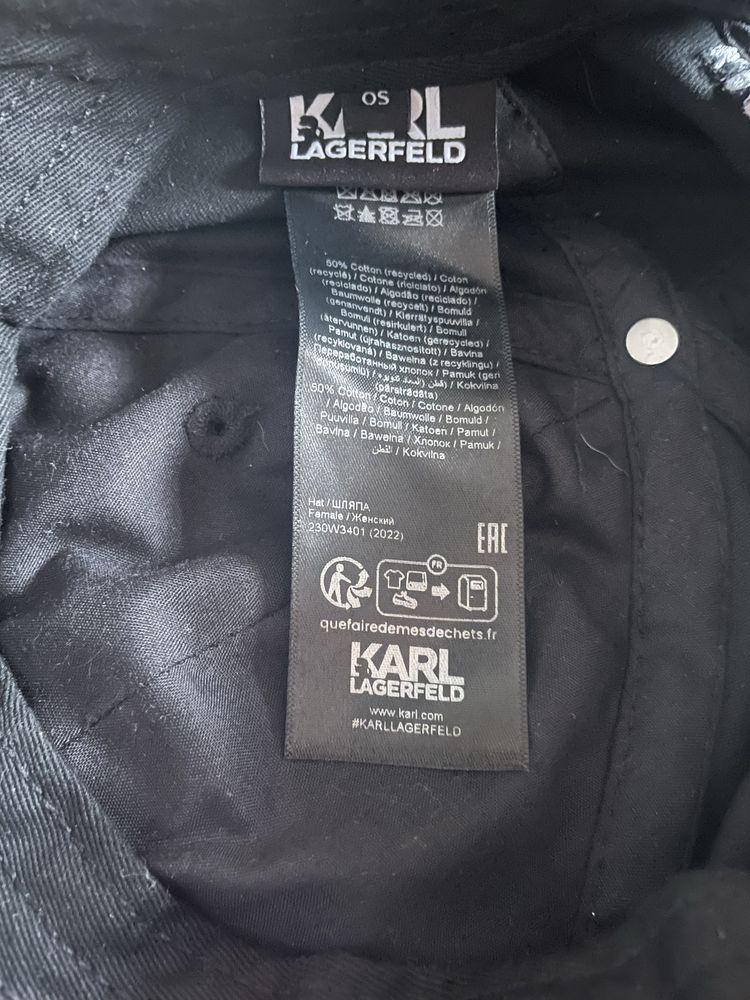 OS
KARL
LAGERFELD
50% Cotton (recycled) / Coton
(recyclé) / Cotone (riciclato) / Algodón
(reciclado) / Algodão (reciclado) /
Baumwolle (recycelt) / Bomuld
(genanvendt) / Kierrätyspuuvilla /
Bomuli (resirkulert) / Bomull
(återvunnen) / Katoen (gerecycled) /
Pamut (újrahasznosított) / Bavlna
(recyklovaná) / Bawełna (z recyklingu) /
переработанный хлопок / Pamuk (geri
/ Kokvilna
(pārstrādāta)
50% Cotton / Coton / Cotone / Algodón
/ Algodão / Baumwolle / Bomuld /
Puuvilla / Bomull / Katoen / Pamut /
Bavlna / Bawełna / Хлопок / Pamuk /
القطن / Kokvilna
Hat / ШЛЯПА
Female / Женский
230W3401 (2022)
EAC
FR
quefairedemesdechets.fr
KARL
LAGERFELD
www.karl.com
#KARLLAGERFELD